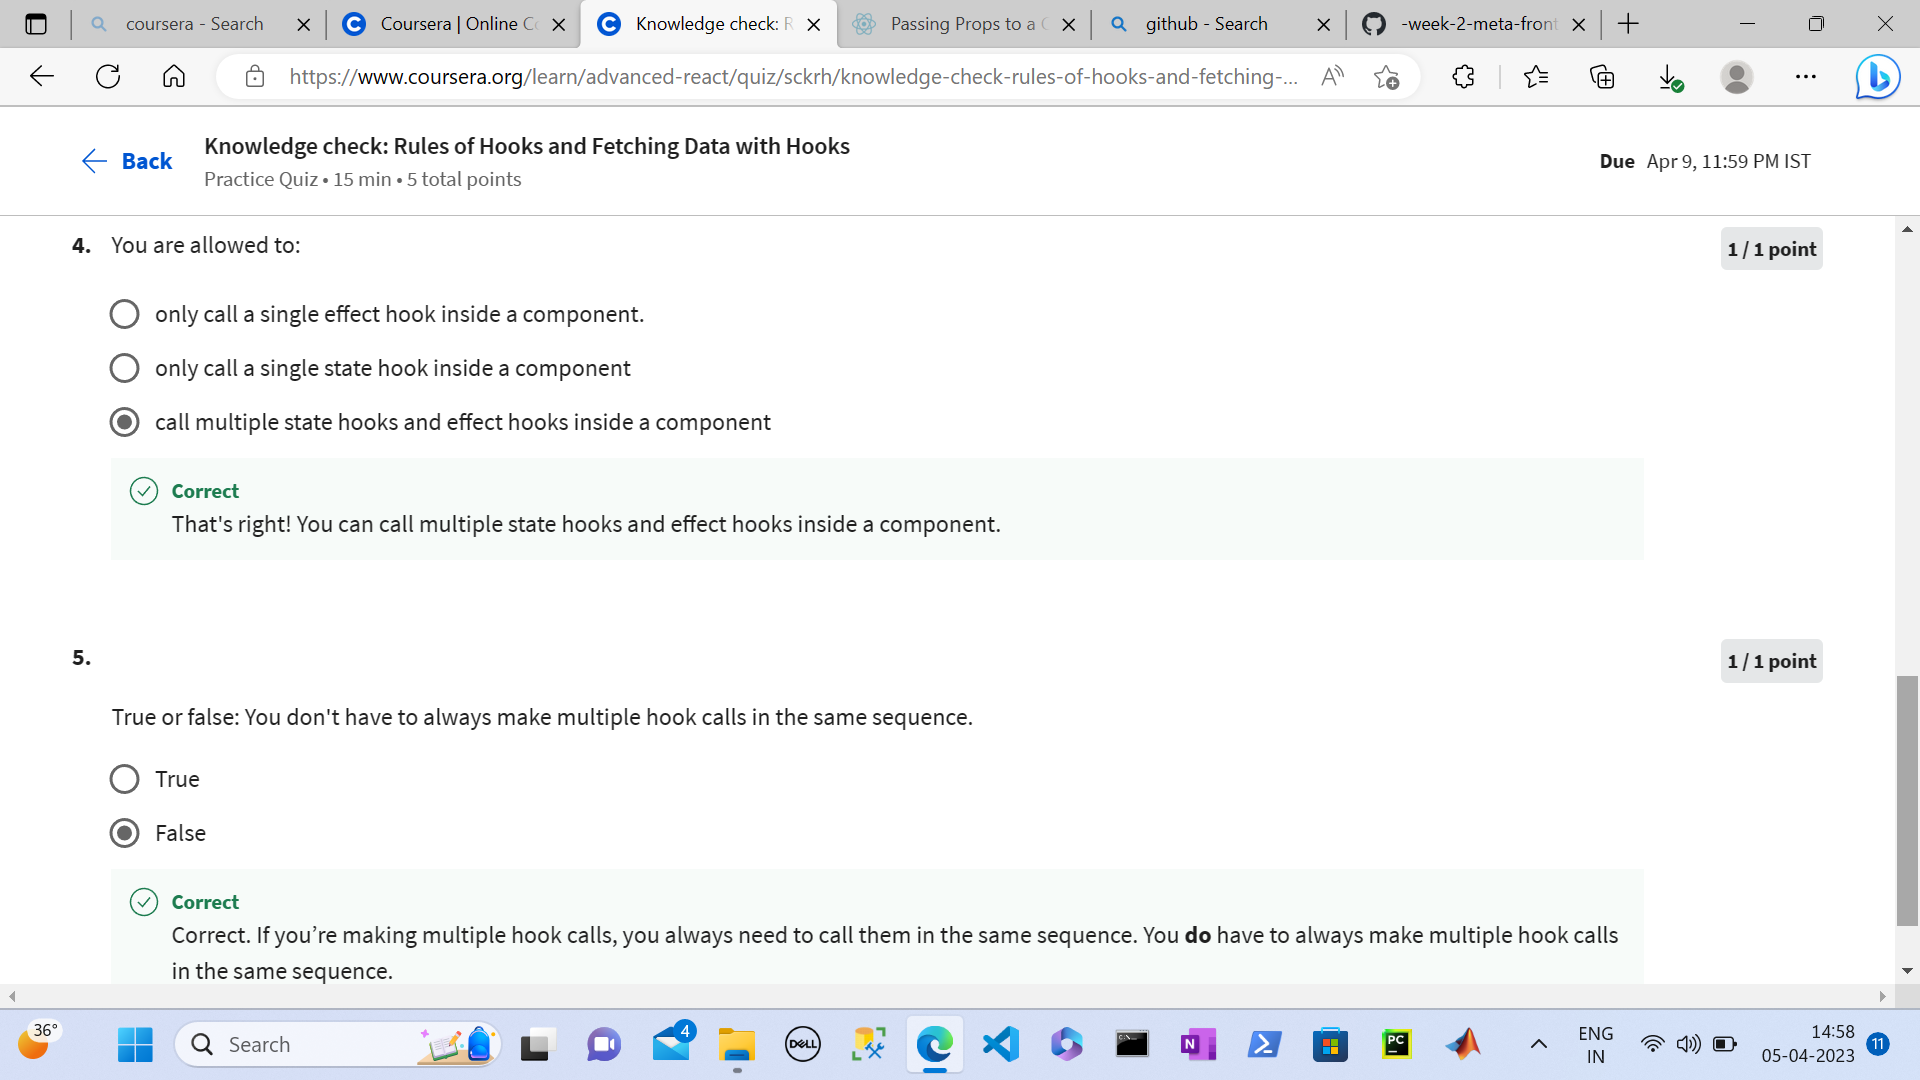 coursera - Search
Coursera | Online Co
Knowledge check: R
Passing Props to a C
github - Search
-week-2-meta-front
https://www.coursera.org/learn/advanced-react/quiz/sckrh/knowledge-check-rules-of-hooks-and-fetching-...
Back
Knowledge check: Rules of Hooks and Fetching Data with Hooks
Practice Quiz • 15 min • 5 total points
Due Apr 9, 11:59 PM IST
4. You are allowed to:
1 / 1 point
only call a single effect hook inside a component.
only call a single state hook inside a component
call multiple state hooks and effect hooks inside a component
Correct
That's right! You can call multiple state hooks and effect hooks inside a component.
5.
1 / 1 point
True or false: You don't have to always make multiple hook calls in the same sequence.
True
False
Correct
Correct. If you’re making multiple hook calls, you always need to call them in the same sequence. You do have to always make multiple hook calls
in the same sequence.
36°
Search
4
DELL
N
PC
ENG
IN
14:58
05-04-2023
11